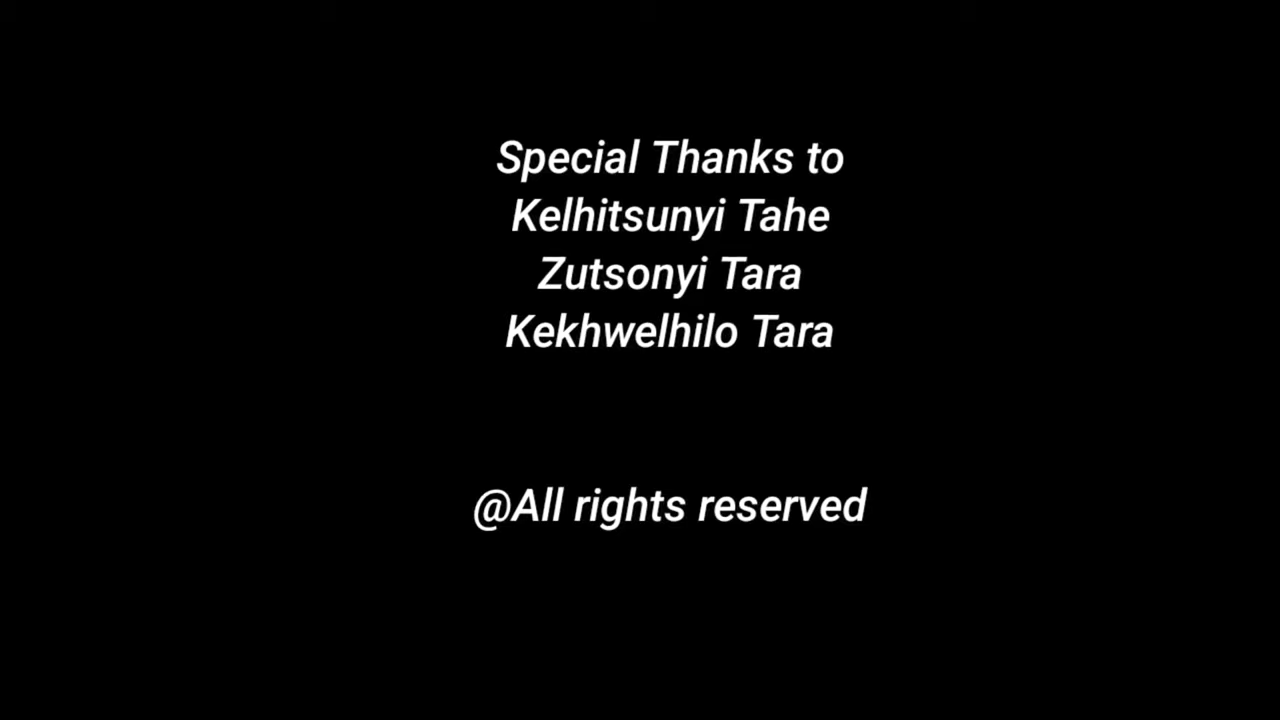 Special Thanks to
Kelhitsunyi Tahe
Zutsonyi Tara
Kekhwelhilo Tara
@All rights reserved